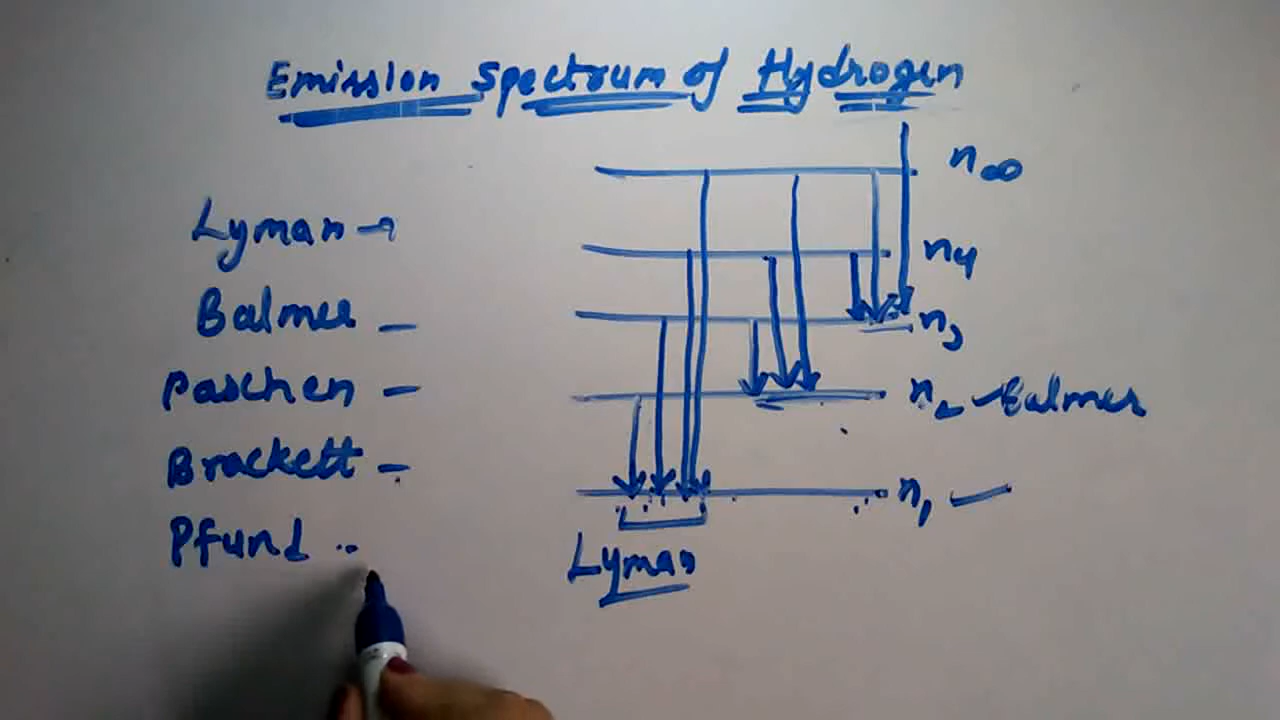 Emission Spectrum of Hydrogen
n∞
Lyman →
n4
Balmer –
n3
Paschen –
n2 – Balmer
Brackett –
n1 –
Pfund
Lyman